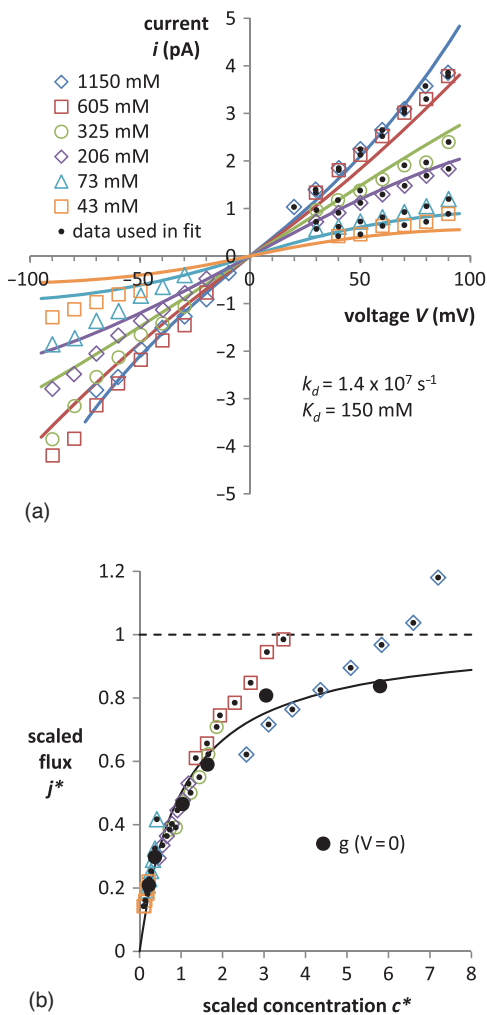 current
i (pA)
5
4
3
2
1
0
−1
−2
−3
−4
−5
−100
−50
0
50
100
1150 mM
605 mM
325 mM
206 mM
73 mM
43 mM
data used in fit
voltage V (mV)
k_d = 1.4 x 10⁷ s⁻¹
K_d = 150 mM
(a)
1.2
1
0.8
0.6
0.4
0.2
0
scaled
flux
j*
g (V = 0)
0 1 2 3 4 5 6 7 8
scaled concentration c*
(b)